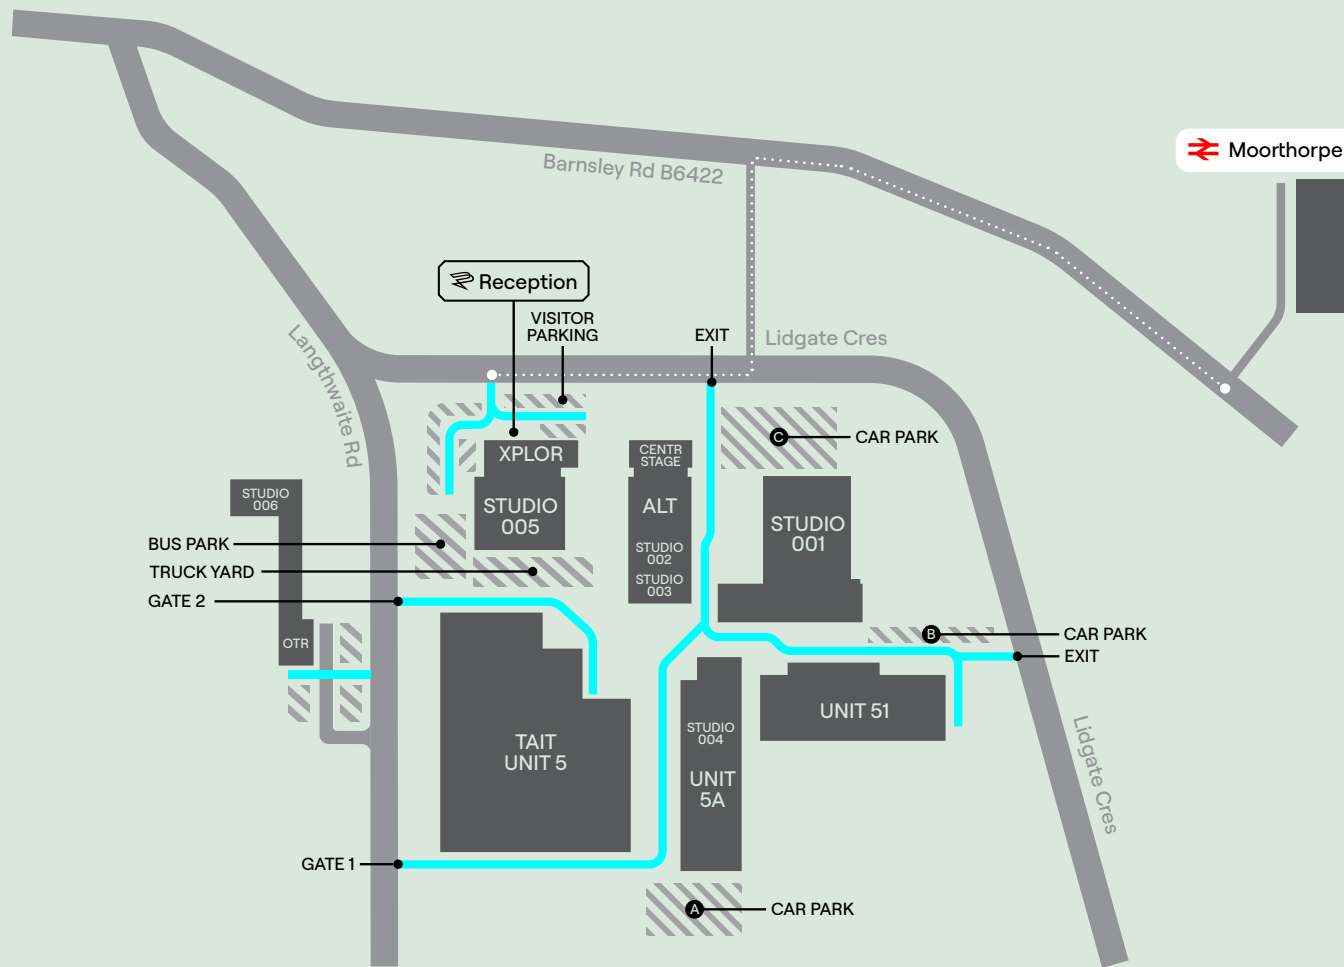 Moorthorpe
Barnsley Rd B6422
Reception
VISITOR
PARKING
EXIT
Lidgate Cres
Langthwaite Rd
CAR PARK
C
XPLOR
CENTR
STAGE
STUDIO
005
ALT
STUDIO
001
STUDIO
006
BUS PARK
STUDIO
002
TRUCK YARD
STUDIO
003
GATE 2
OTR
B
CAR PARK
EXIT
UNIT 51
STUDIO
004
TAIT
UNIT 5
UNIT
5A
Lidgate Cres
GATE 1
A
CAR PARK